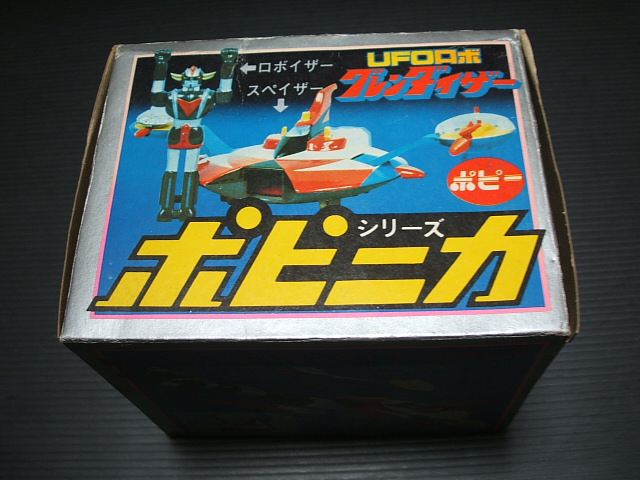 UFOロボ
グレンダイザー
←ロボイザー
スペイザー
↓
ポピー
シリーズ
ポピニカ